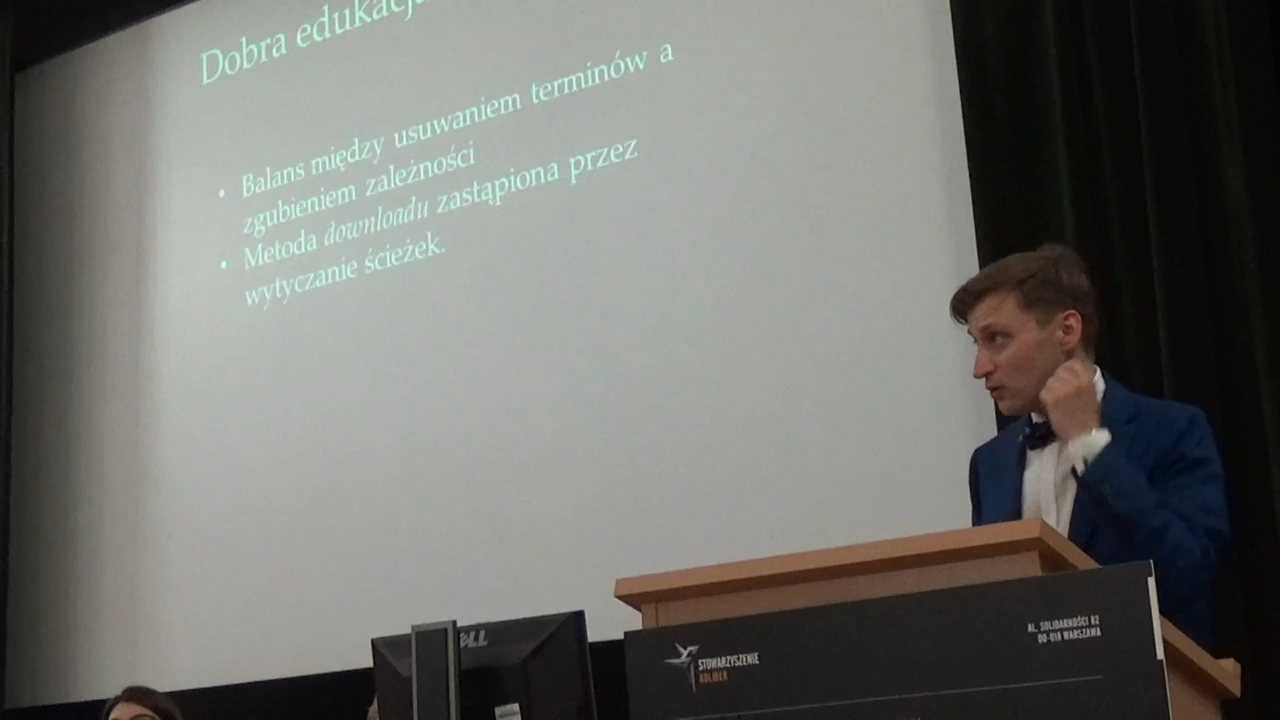 Dobra edukacja
• Balans między usuwaniem terminów a
zgubieniem zależności
• Metoda downloadu zastąpiona przez
wytyczanie ścieżek.
DELL
STOWARZYSZENIE
KOLIBER
AL. SOLIDARNOŚCI 82
00-010 WARSZAWA